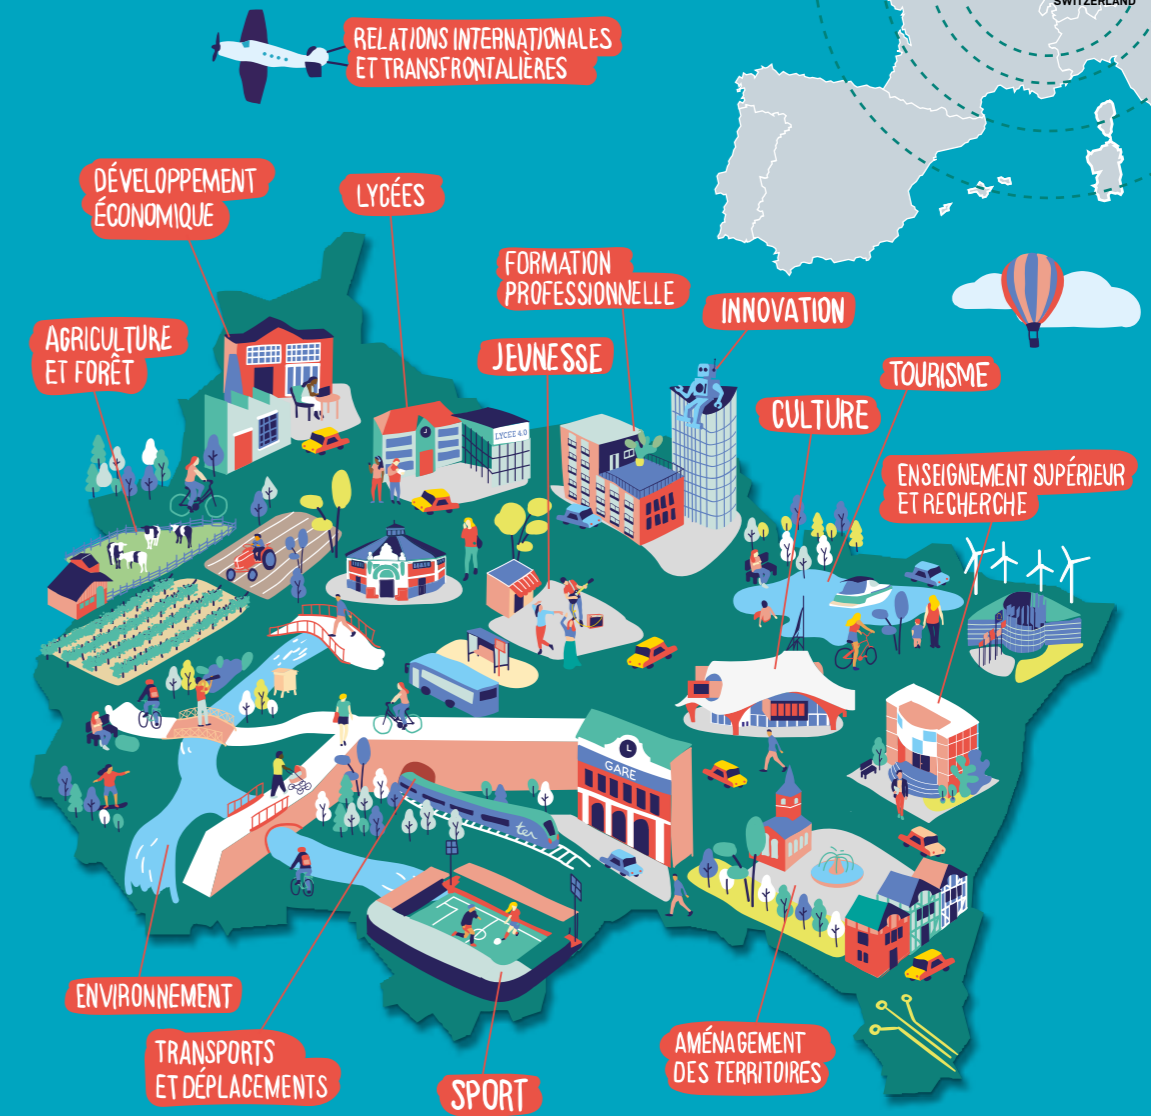 SWITZERLAND
RELATIONS INTERNATIONALES
ET TRANSFRONTALIÈRES
DÉVELOPPEMENT
ÉCONOMIQUE
LYCÉES
FORMATION
PROFESSIONNELLE
INNOVATION
AGRICULTURE
ET FORÊT
JEUNESSE
TOURISME
CULTURE
LYCEE 4.0
ENSEIGNEMENT SUPÉRIEUR
ET RECHERCHE
GARE
ter
ENVIRONNEMENT
TRANSPORTS
ET DÉPLACEMENTS
SPORT
AMÉNAGEMENT
DES TERRITOIRES